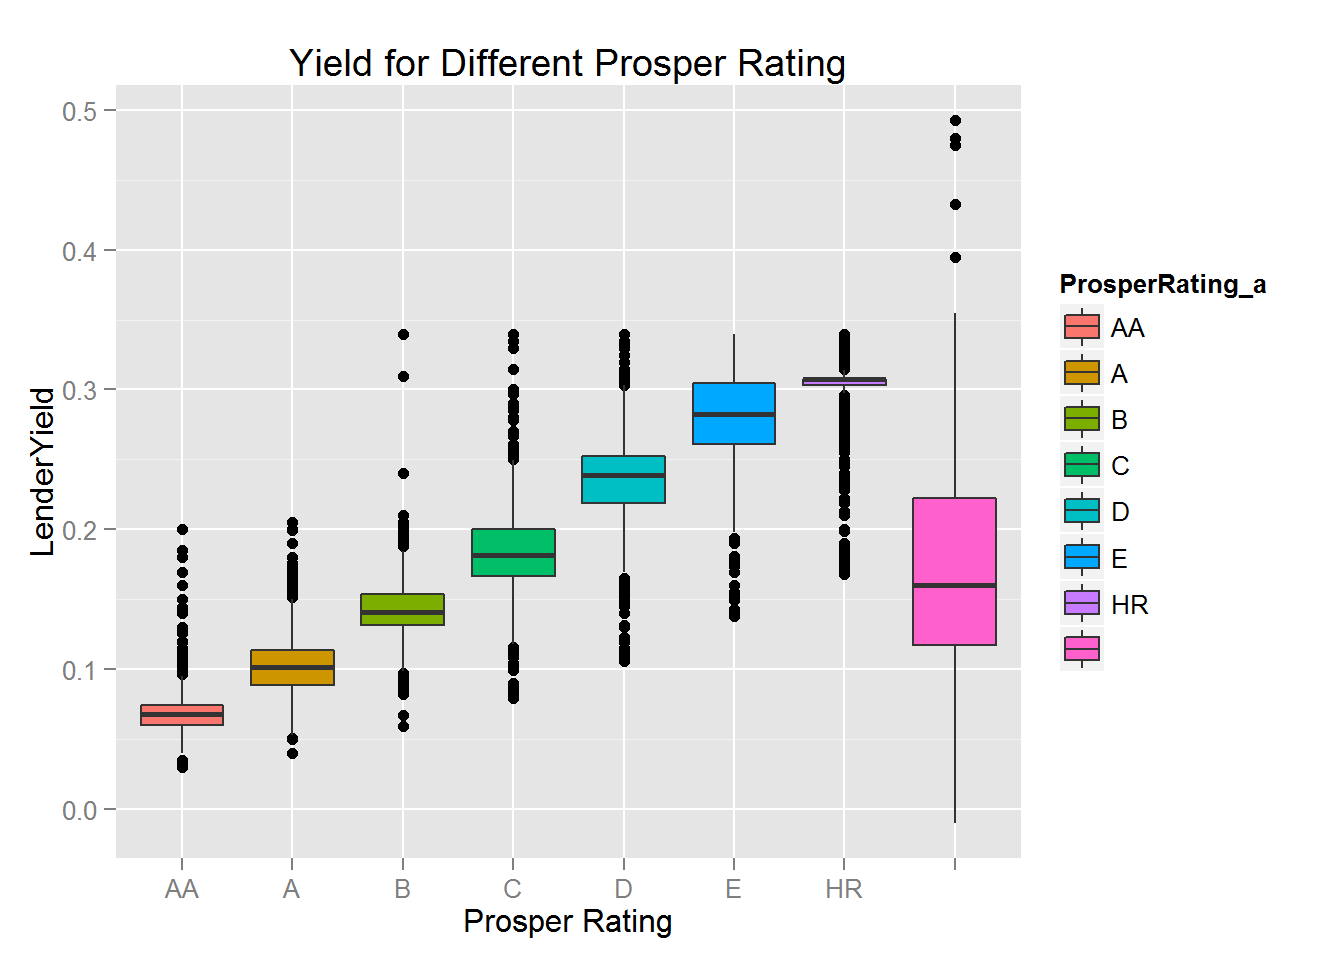 Yield for Different Prosper Rating
0.5
0.4
0.3
0.2
0.1
0.0
LenderYield
AA A B C D E HR
Prosper Rating
ProsperRating_a
AA
A
B
C
D
E
HR